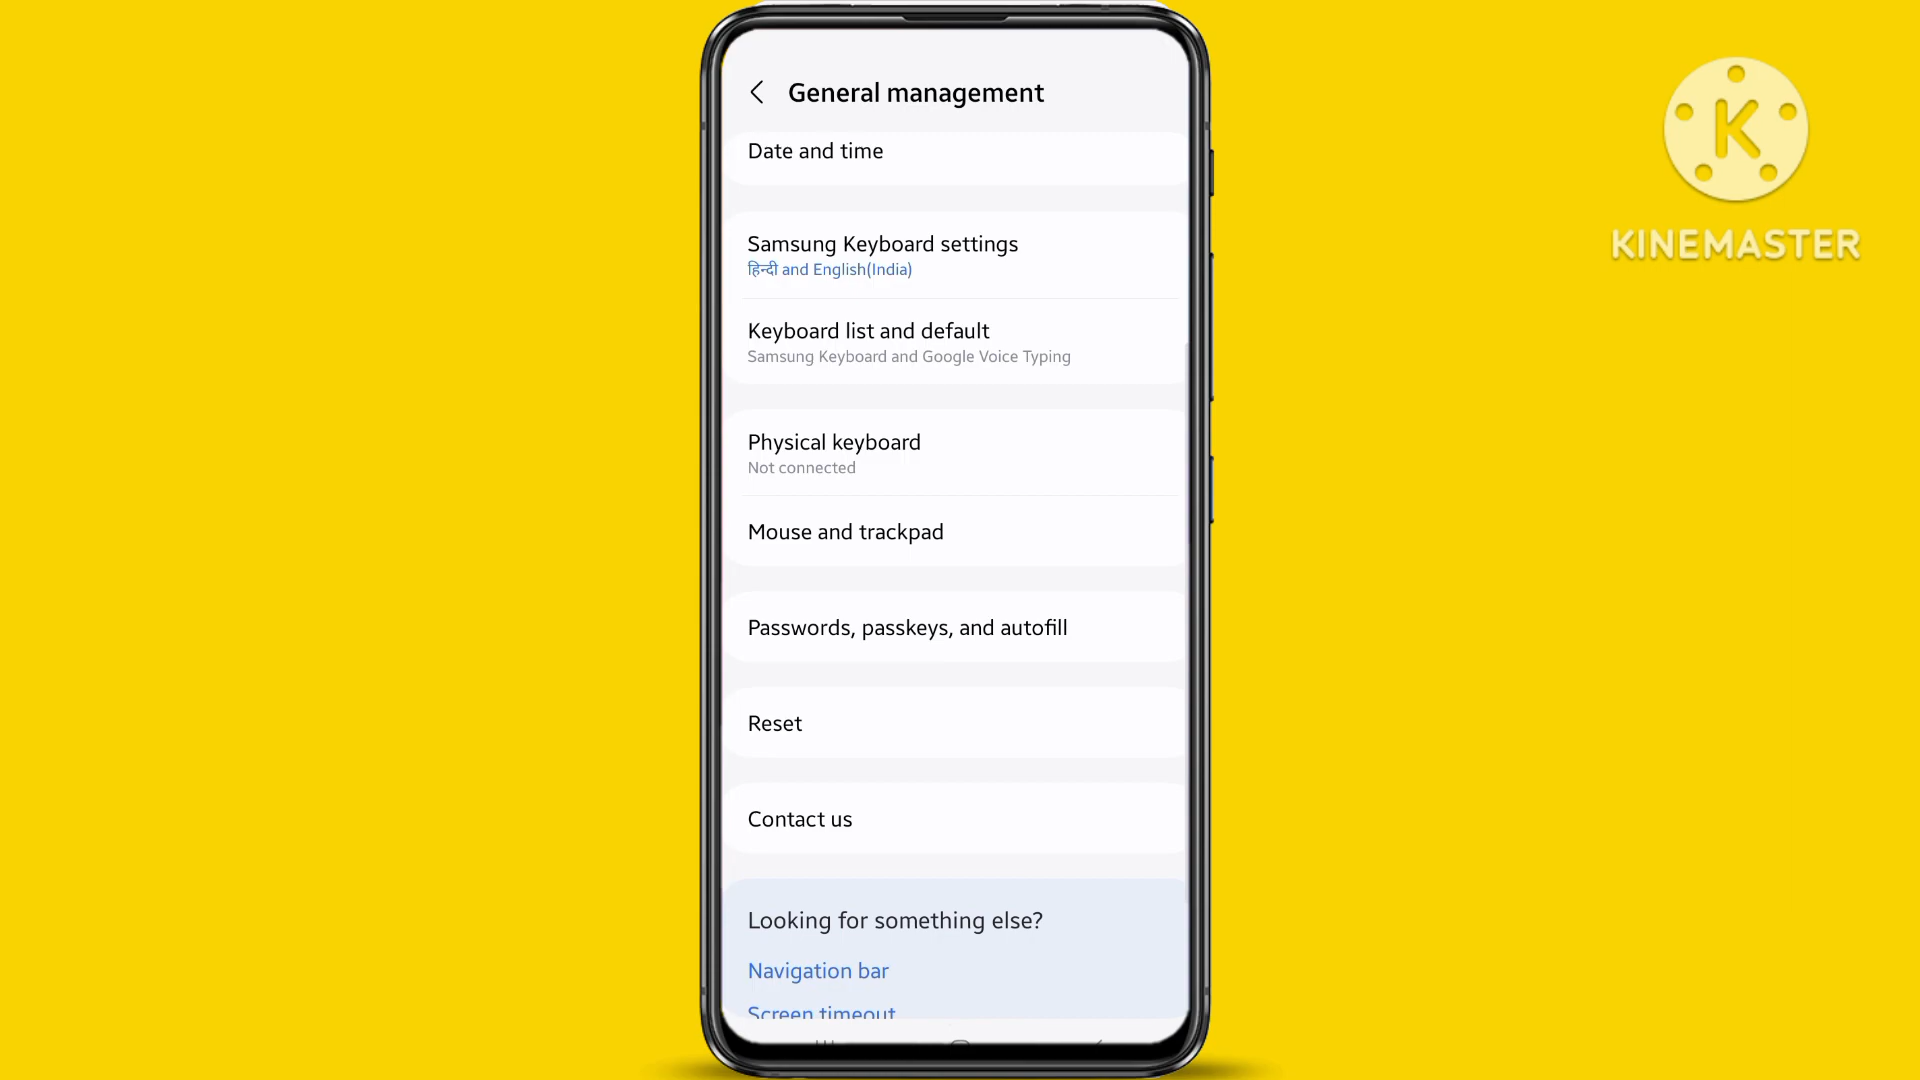 General management
K
KINEMASTER
Date and time
Samsung Keyboard settings
हिन्दी and English(India)
Keyboard list and default
Samsung Keyboard and Google Voice Typing
Physical keyboard
Not connected
Mouse and trackpad
Passwords, passkeys, and autofill
Reset
Contact us
Looking for something else?
Navigation bar
Screen timeout